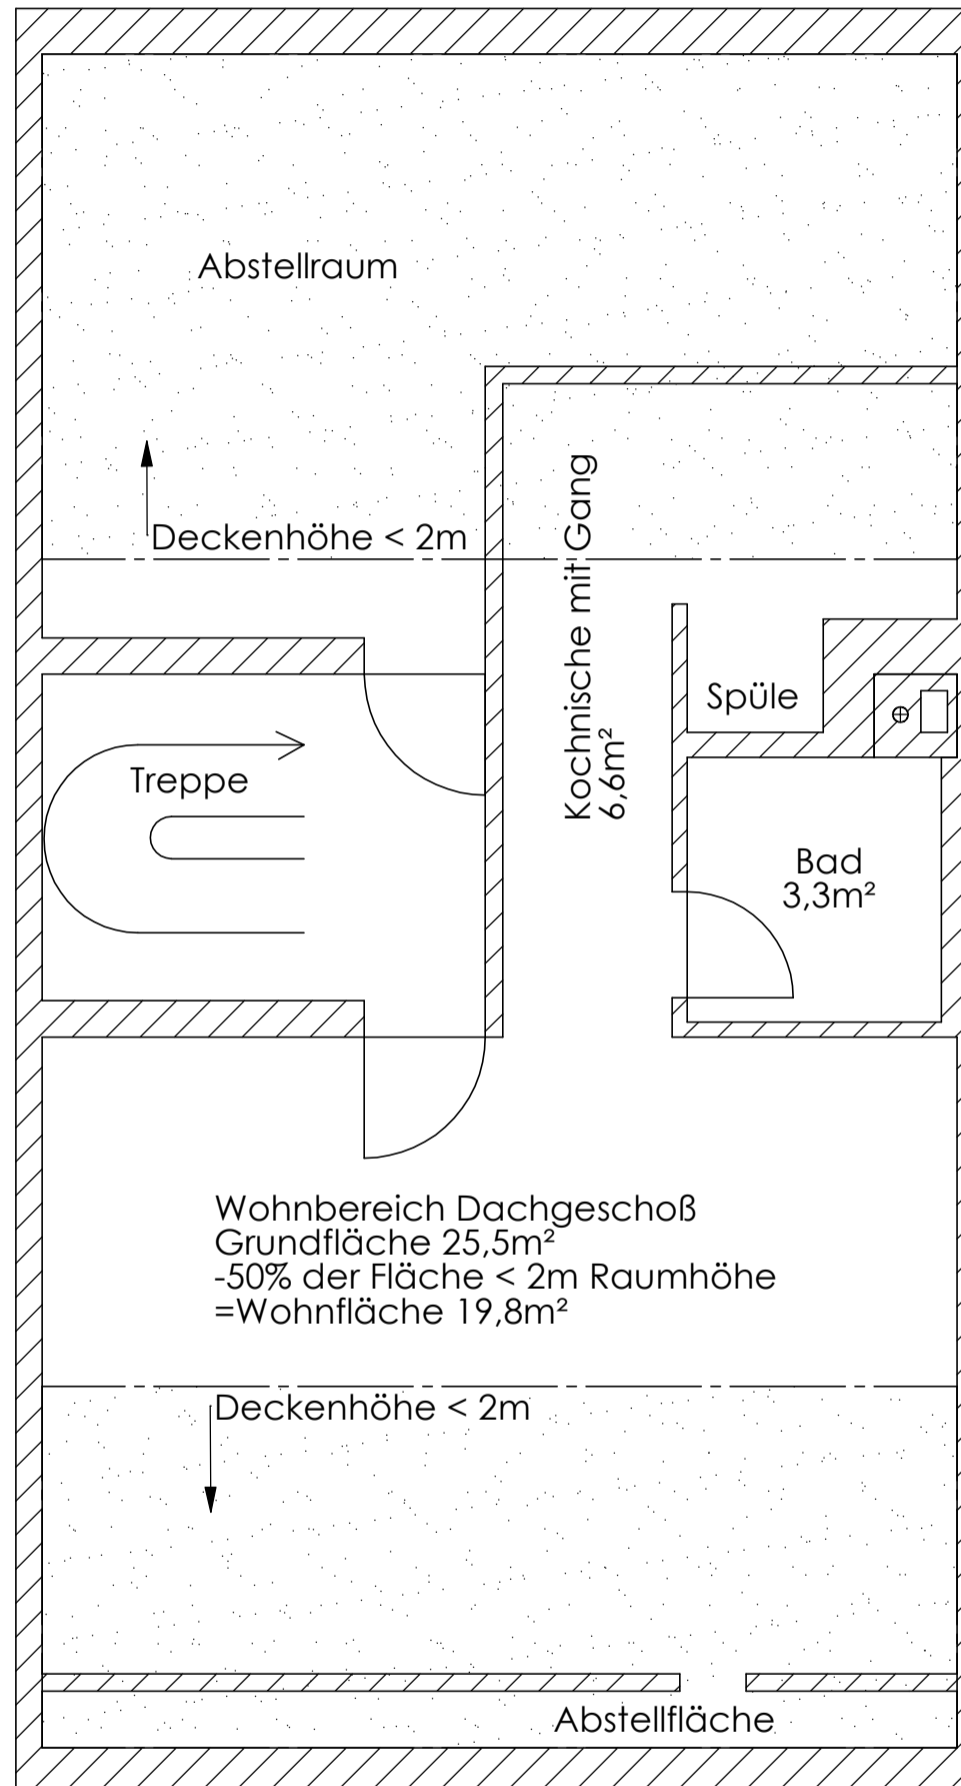 Abstellraum
Deckenhöhe < 2m
Kochnische mit Gang
6,6m²
Spüle
Treppe
Bad
3,3m²
Wohnbereich Dachgeschoß
Grundfläche 25,5m²
-50% der Fläche < 2m Raumhöhe
=Wohnfläche 19,8m²
Deckenhöhe < 2m
Abstellfläche